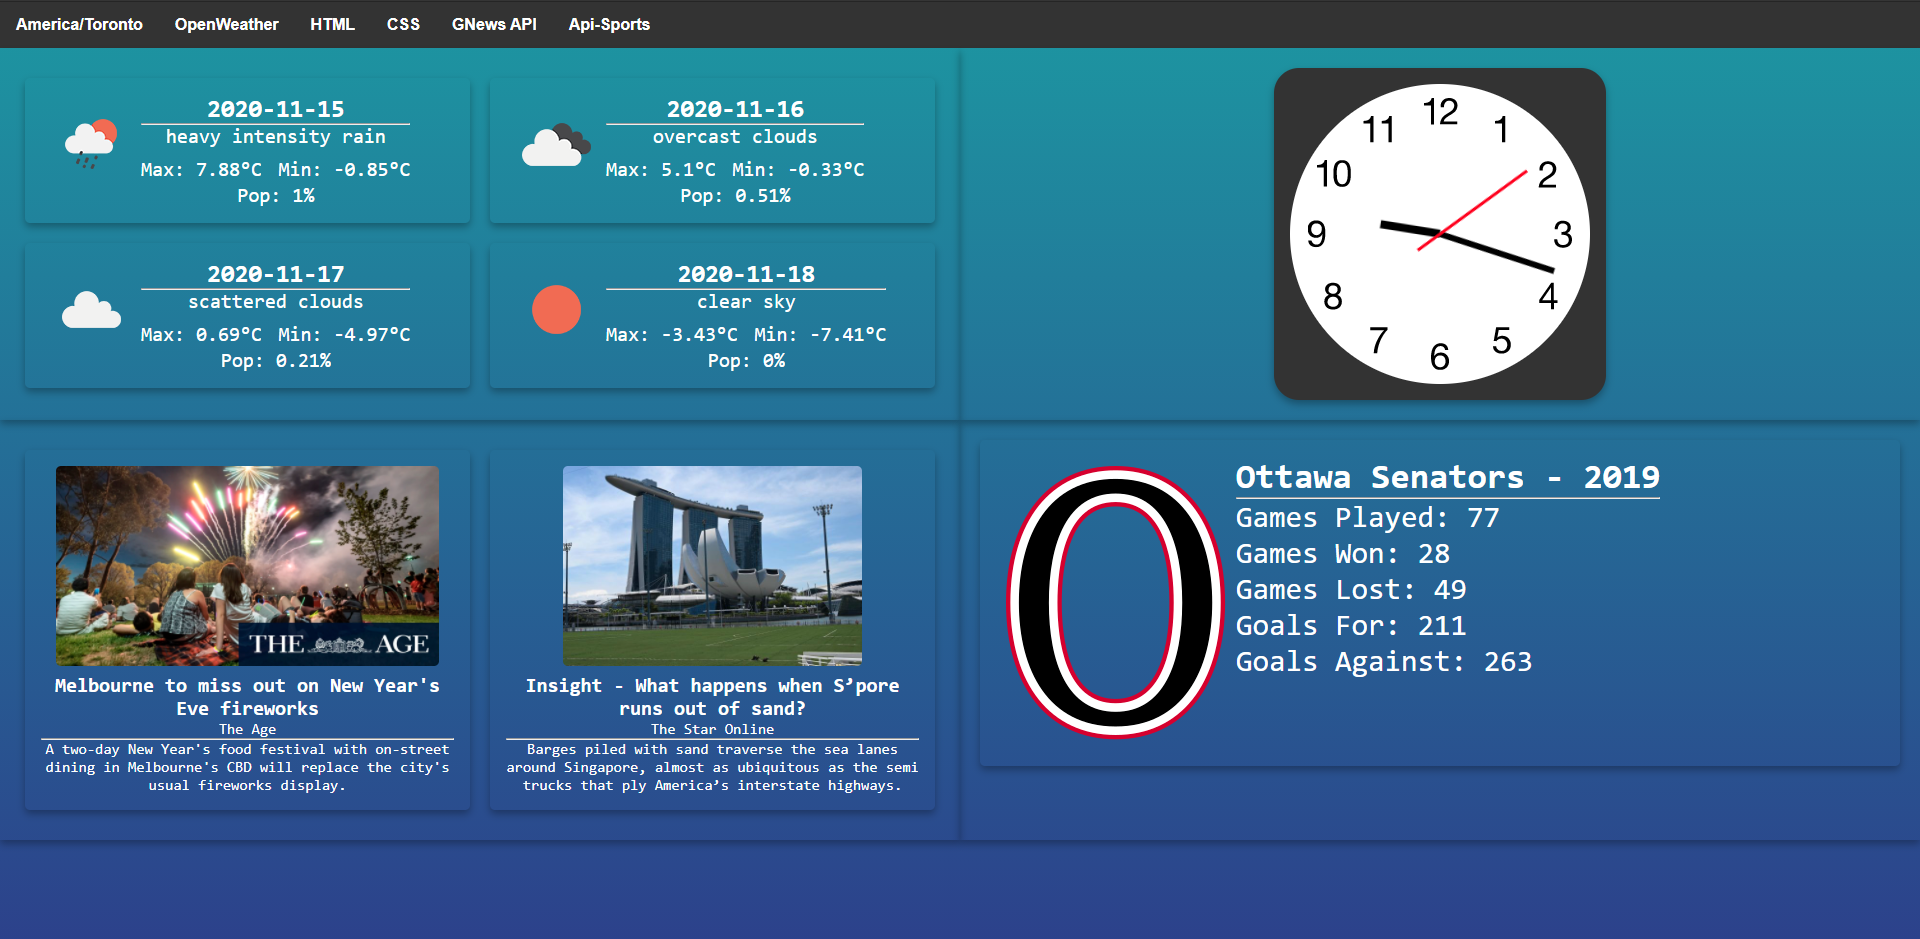 America/Toronto OpenWeather HTML CSS GNews API Api-Sports
2020-11-15
heavy intensity rain
Max: 7.88°C Min: -0.85°C
Pop: 1%
2020-11-16
overcast clouds
Max: 5.1°C Min: -0.33°C
Pop: 0.51%
2020-11-17
scattered clouds
Max: 0.69°C Min: -4.97°C
Pop: 0.21%
2020-11-18
clear sky
Max: -3.43°C Min: -7.41°C
Pop: 0%
12
1
2
3
4
5
6
7
8
9
10
11
THE AGE
Melbourne to miss out on New Year's
Eve fireworks
The Age
A two-day New Year's food festival with on-street
dining in Melbourne's CBD will replace the city's
usual fireworks display.
Insight - What happens when S’pore
runs out of sand?
The Star Online
Barges piled with sand traverse the sea lanes
around Singapore, almost as ubiquitous as the semi
trucks that ply America’s interstate highways.
O
Ottawa Senators - 2019
Games Played: 77
Games Won: 28
Games Lost: 49
Goals For: 211
Goals Against: 263